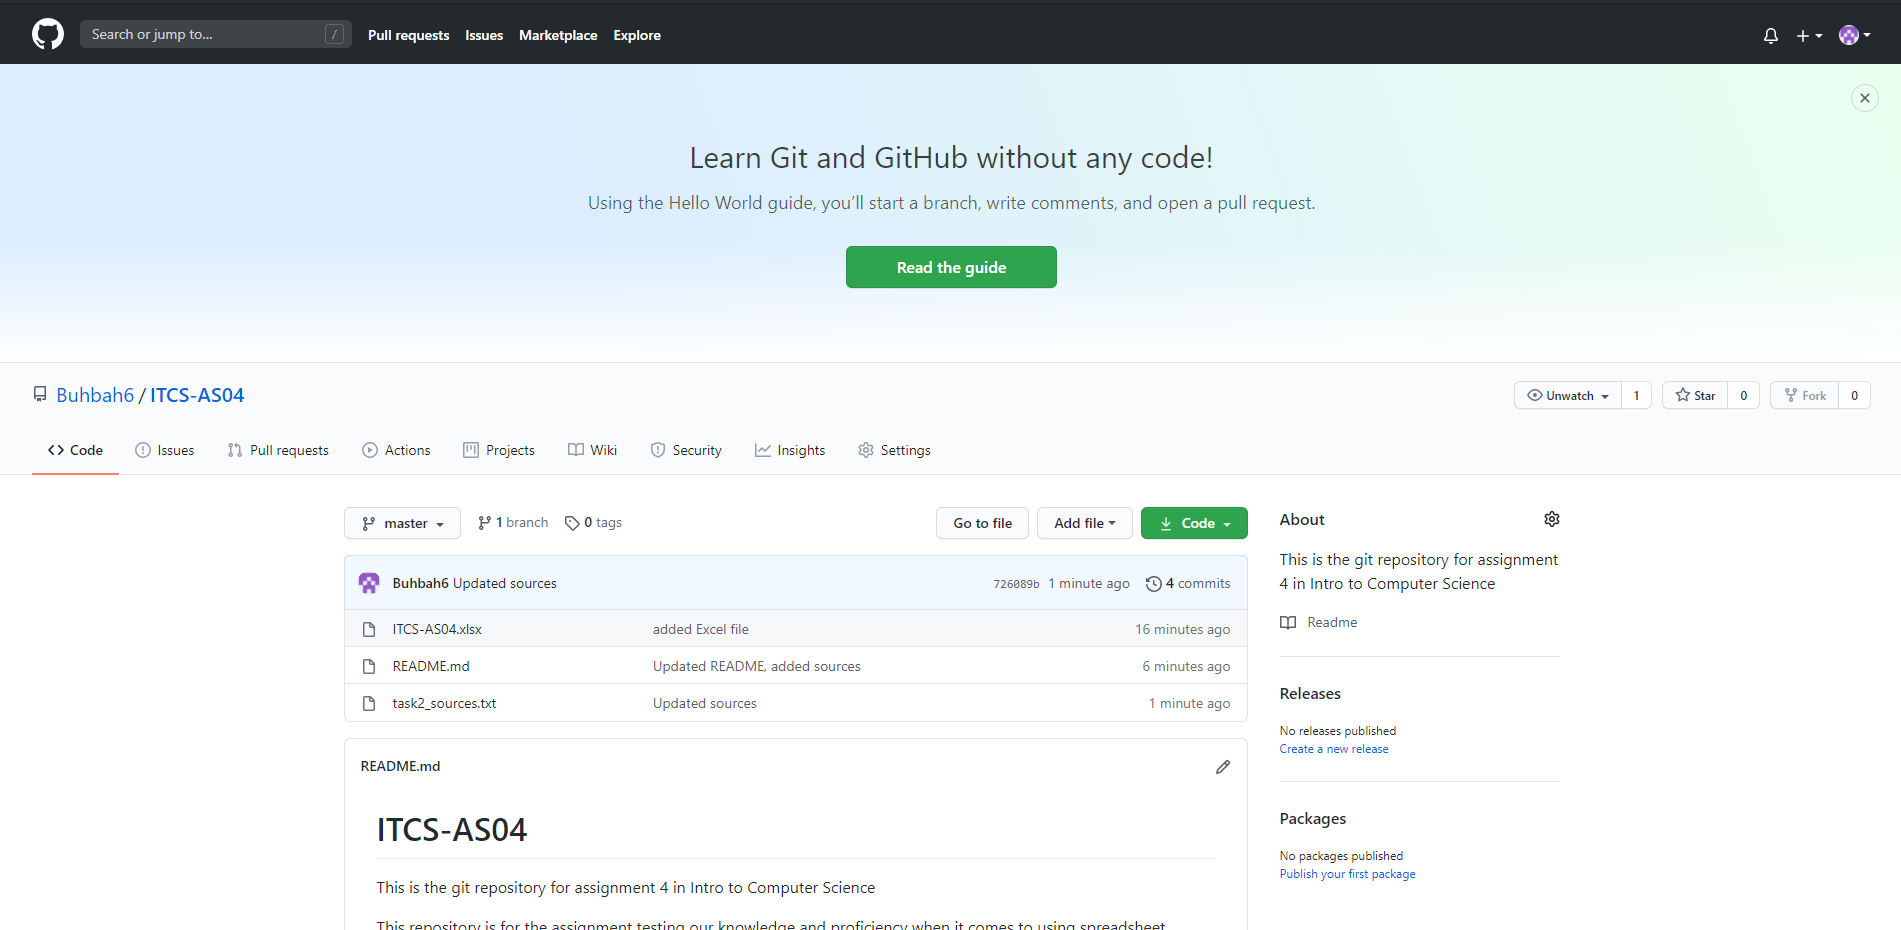 Search or jump to... /
Pull requests Issues Marketplace Explore
Learn Git and GitHub without any code!
Using the Hello World guide, you’ll start a branch, write comments, and open a pull request.
Read the guide
Buhbah6 / ITCS-AS04
Unwatch 1 Star 0 Fork 0
Code Issues Pull requests Actions Projects Wiki Security Insights Settings
master 1 branch 0 tags Go to file Add file Code
Buhbah6 Updated sources 726089b 1 minute ago 4 commits
ITCS-AS04.xlsx added Excel file 16 minutes ago
README.md Updated README, added sources 6 minutes ago
task2_sources.txt Updated sources 1 minute ago
README.md
ITCS-AS04
This is the git repository for assignment 4 in Intro to Computer Science
This repository is for the assignment testing our knowledge and proficiency when it comes to using spreadsheet
About
This is the git repository for assignment
4 in Intro to Computer Science
Readme
Releases
No releases published
Create a new release
Packages
No packages published
Publish your first package